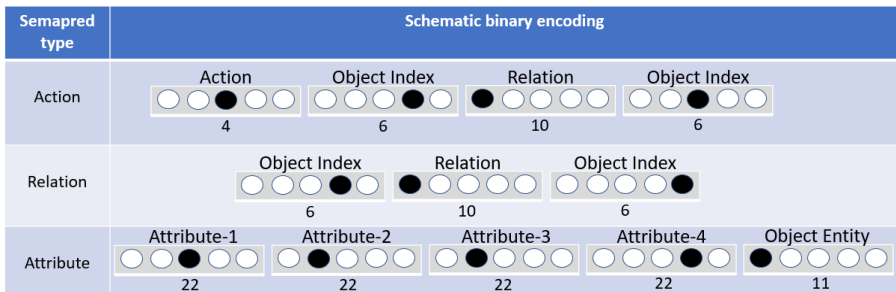 Semapred type
Schematic binary encoding
Action
Action
Object Index
Relation
Object Index
4
6
10
6
Relation
Object Index
Relation
Object Index
6
10
6
Attribute
Attribute-1
Attribute-2
Attribute-3
Attribute-4
Object Entity
22
22
22
22
11